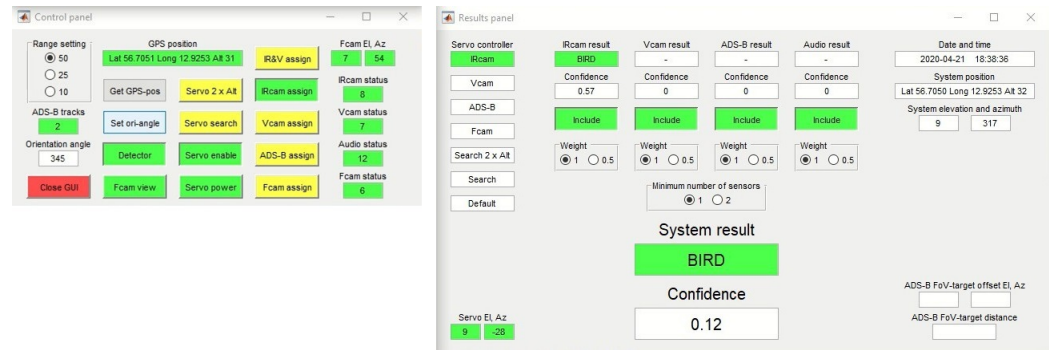 Control panel
Range setting
50
25
10
GPS position
Lat 56.7051 Long 12.9253 Alt 31
IR&V assign
Fcam El, Az
7 54
Get GPS-pos
Servo 2 x Alt
IRcam assign
IRcam status
8
ADS-B tracks
2
Set ori-angle
Servo search
Vcam assign
Vcam status
7
Orientation angle
345
Detector
Servo enable
ADS-B assign
Audio status
12
Close GUI
Fcam view
Servo power
Fcam assign
Fcam status
6
Results panel
Servo controller
IRcam
Vcam
ADS-B
Fcam
Search 2 x Alt
Search
Default
Servo El, Az
9 -28
IRcam result Vcam result ADS-B result Audio result
BIRD - - -
Confidence Confidence Confidence Confidence
0.57 0 0 0
Include Include Include Include
Weight Weight Weight Weight
1 0.5 1 0.5 1 0.5 1 0.5
Minimum number of sensors
1 2
System result
BIRD
Confidence
0.12
Date and time
2020-04-21 18:38:36
System position
Lat 56.7050 Long 12.9253 Alt 32
System elevation and azimuth
9 317
ADS-B FoV-target offset El, Az
ADS-B FoV-target distance